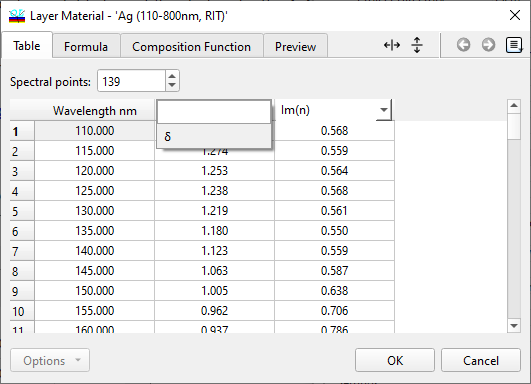 Layer Material - 'Ag (110-800nm, RIT)'
Table Formula Composition Function Preview
Spectral points: 139
Wavelength nm Im(n)
δ
1 110.000 0.568
2 115.000 1.274 0.559
3 120.000 1.253 0.564
4 125.000 1.238 0.568
5 130.000 1.219 0.561
6 135.000 1.180 0.550
7 140.000 1.123 0.559
8 145.000 1.063 0.587
9 150.000 1.005 0.638
10 155.000 0.962 0.706
11 160.000 0.937 0.786
Options OK Cancel